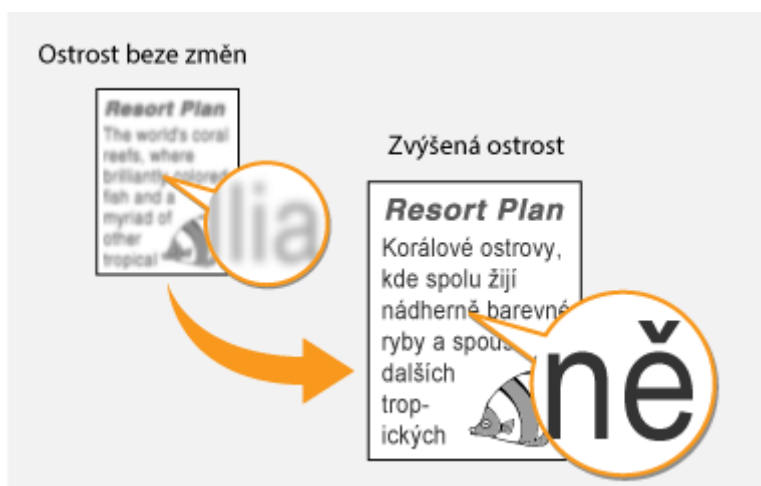 Ostrost beze změn
Resort Plan
The world's coral
reefs, where
brilliantly colored
fish and a
myriad of
other
tropical
lia
Zvýšená ostrost
Resort Plan
Korálové ostrovy,
kde spolu žijí
nádherně barevné
ryby a spous
dalších
trop-
ických
ně